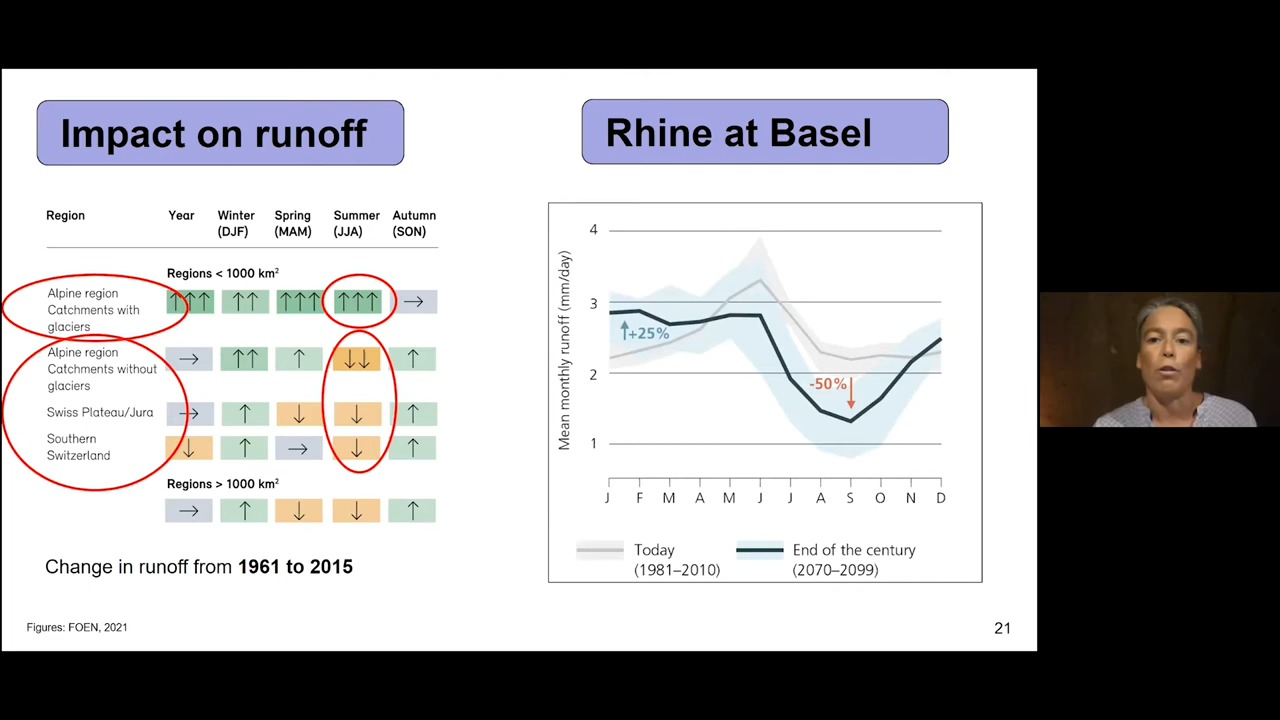 Impact on runoff
Region Year Winter Spring Summer Autumn
(DJF) (MAM) (JJA) (SON)
Regions < 1000 km²
Alpine region
Catchments with
glaciers
↑↑↑ ↑↑ ↑↑↑ ↑↑↑ →
Alpine region
Catchments without
glaciers
→ ↑↑ ↑ ↓↓ ↑
Swiss Plateau/Jura → ↑ ↓ ↓ ↑
Southern
Switzerland
↓ ↑ → ↓ ↑
Regions > 1000 km²
→ ↑ ↓ ↓ ↑
Change in runoff from 1961 to 2015
Figures: FOEN, 2021
Rhine at Basel
Mean monthly runoff (mm/day)
4
3
2
1
+25%
-50%
J F M A M J J A S O N D
Today
(1981–2010)
End of the century
(2070–2099)
21